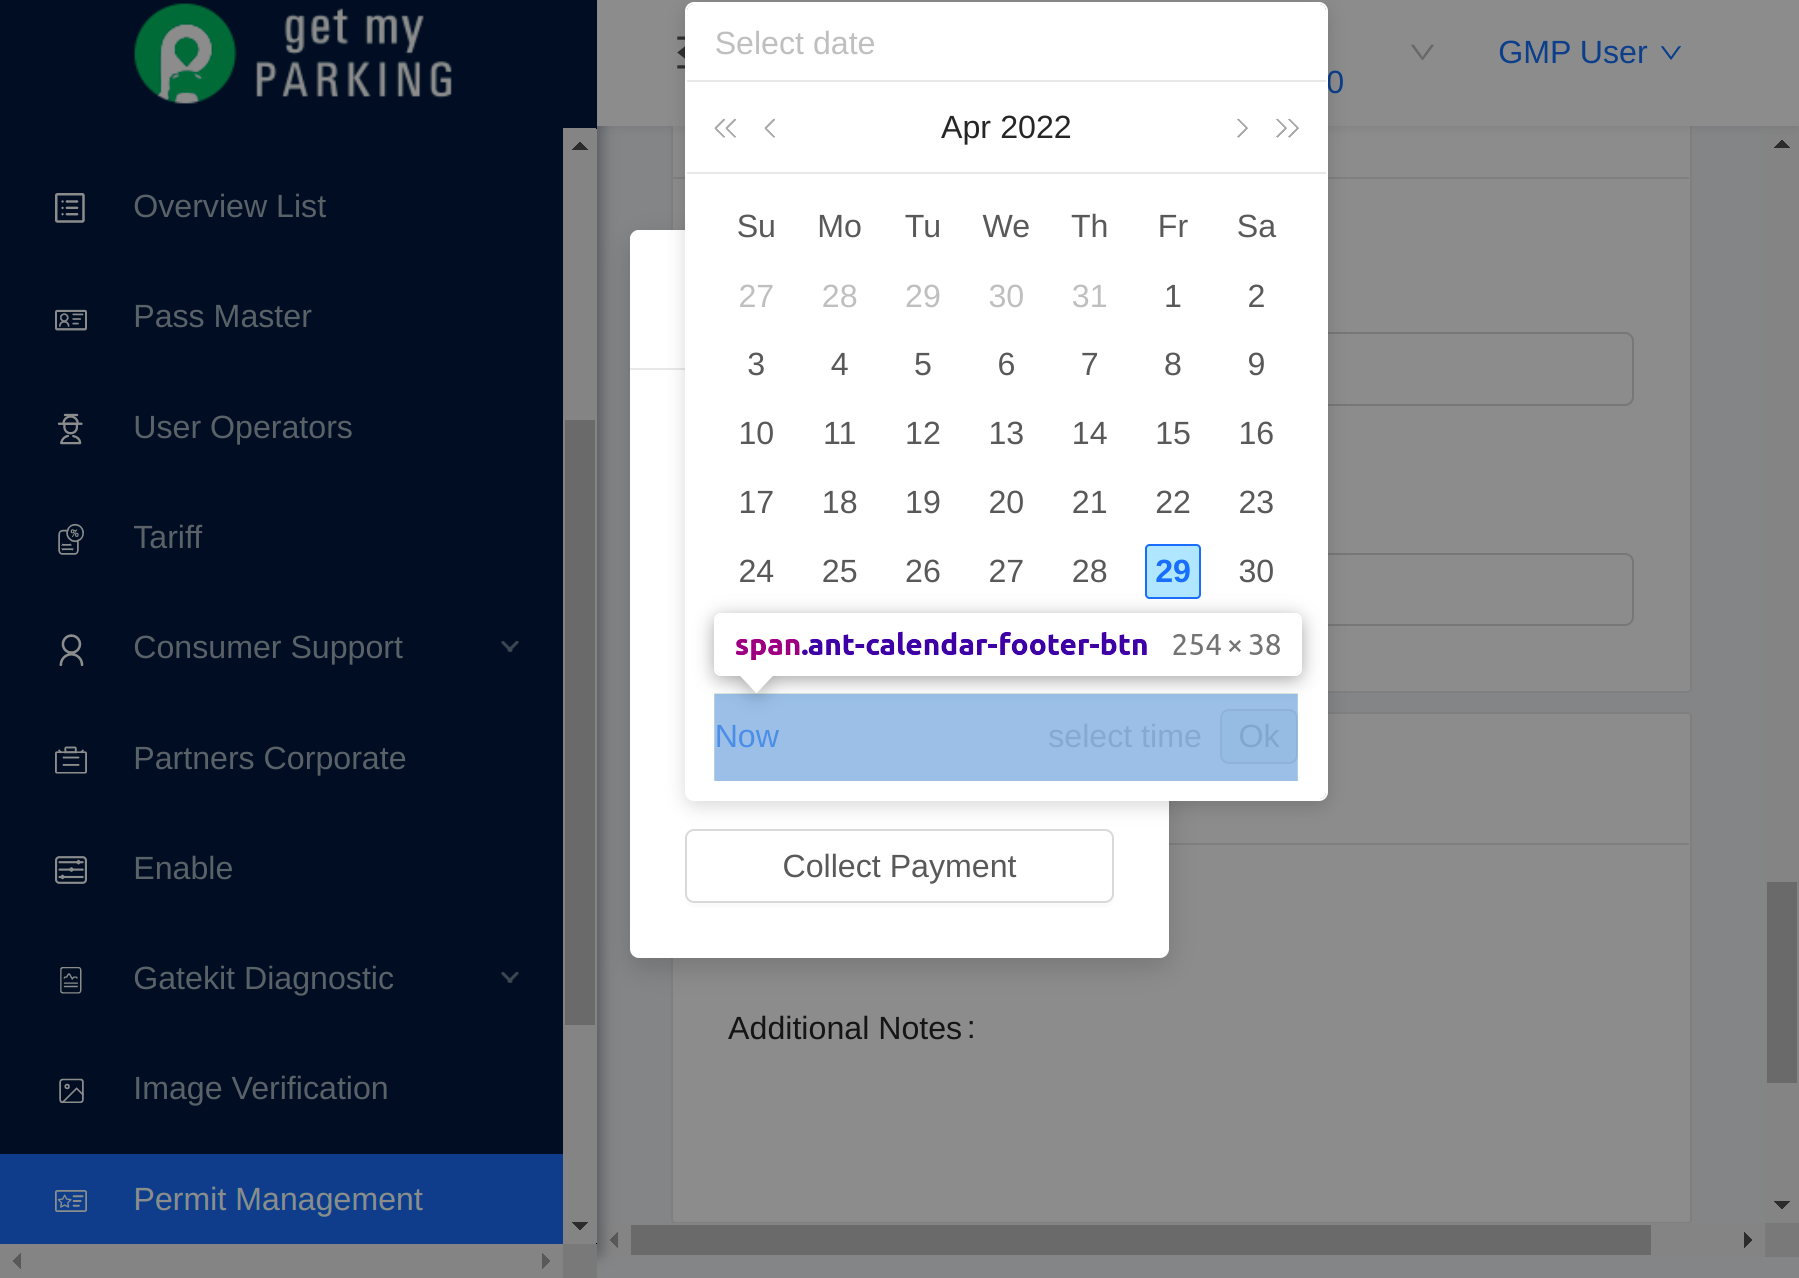 get my
PARKING
Overview List
Pass Master
User Operators
Tariff
Consumer Support
Partners Corporate
Enable
Gatekit Diagnostic
Image Verification
Permit Management
GMP User
0
Select date
Apr 2022
Su Mo Tu We Th Fr Sa
27 28 29 30 31 1 2
3 4 5 6 7 8 9
10 11 12 13 14 15 16
17 18 19 20 21 22 23
24 25 26 27 28 29 30
span.ant-calendar-footer-btn 254 × 38
Now select time Ok
Collect Payment
Additional Notes :